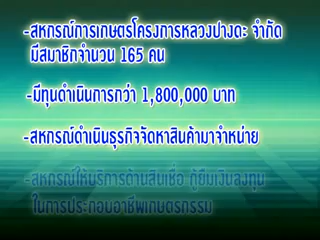 -สหกรณ์การเกษตรโครงการหลวงปางดะ จำกัด
มีสมาชิกจำนวน 165 คน
-มีทุนดำเนินการกว่า 1,800,000 บาท
-สหกรณ์ดำเนินธุรกิจจัดหาสินค้ามาจำหน่าย
-สหกรณ์ให้บริการด้านสินเชื่อ กู้ยืมเงินลงทุน
ในการประกอบอาชีพเกษตรกรรม